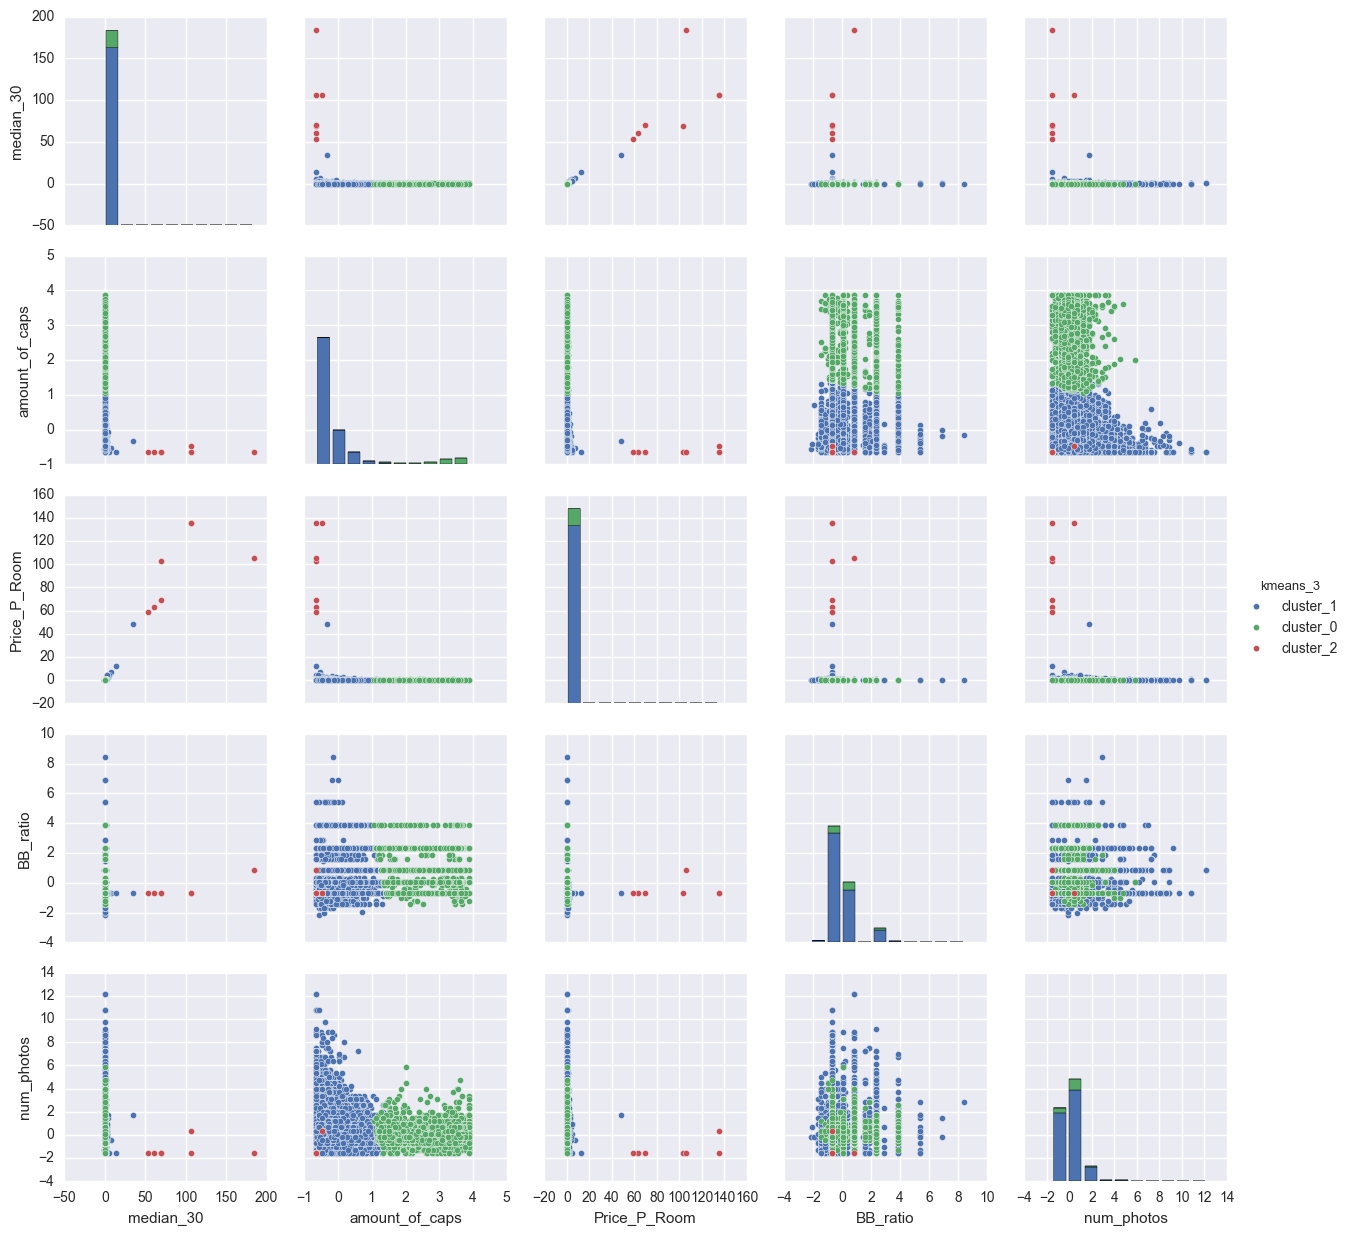 200
150
100
50
0
−50
median_30
5
4
3
2
1
0
−1
amount_of_caps
160
140
120
100
80
60
40
20
0
−20
Price_P_Room
kmeans_3
cluster_1
cluster_0
cluster_2
10
8
6
4
2
0
−2
−4
BB_ratio
14
12
10
8
6
4
2
0
−2
−4
num_photos
−50 0 50 100 150 200
−1 0 1 2 3 4 5
−20 0 20 40 60 80 100 120 140 160
−4 −2 0 2 4 6 8 10
−4 −2 0 2 4 6 8 10 12 14
median_30 amount_of_caps Price_P_Room BB_ratio num_photos